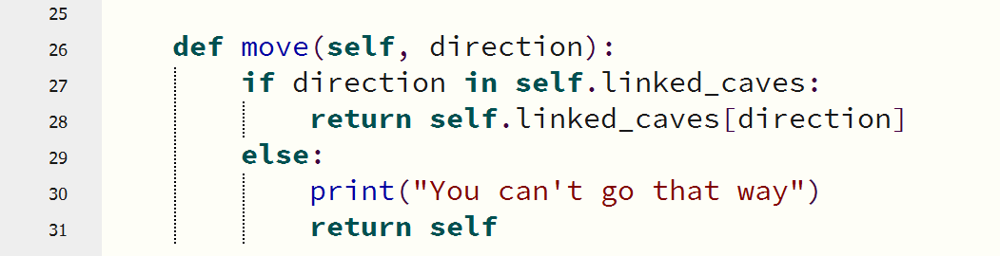 25
26 def move(self, direction):
27 if direction in self.linked_caves:
28 return self.linked_caves[direction]
29 else:
30 print("You can't go that way")
31 return self